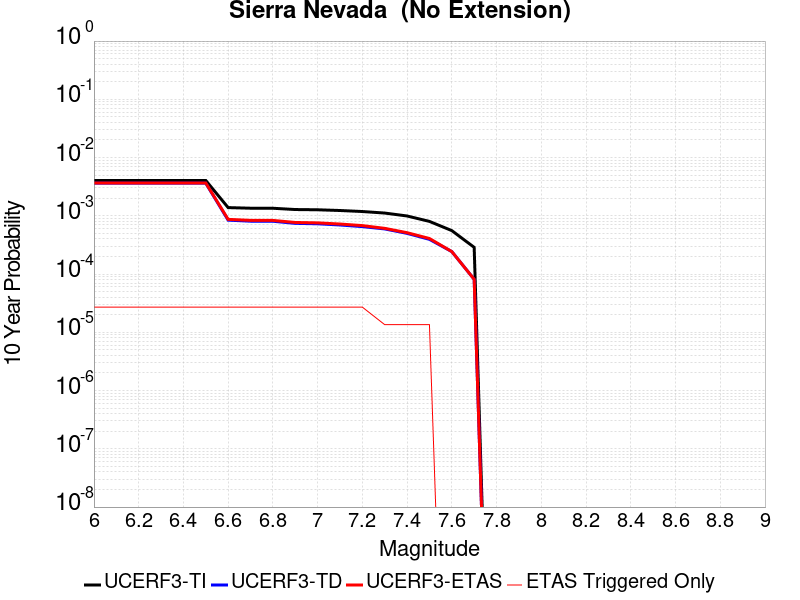 Sierra Nevada  (No Extension)
10^0
10^-1
10^-2
10^-3
10^-4
10^-5
10^-6
10^-7
10^-8
10 Year Probability
6 6.2 6.4 6.6 6.8 7 7.2 7.4 7.6 7.8 8 8.2 8.4 8.6 8.8 9
Magnitude
UCERF3-TI UCERF3-TD UCERF3-ETAS ETAS Triggered Only